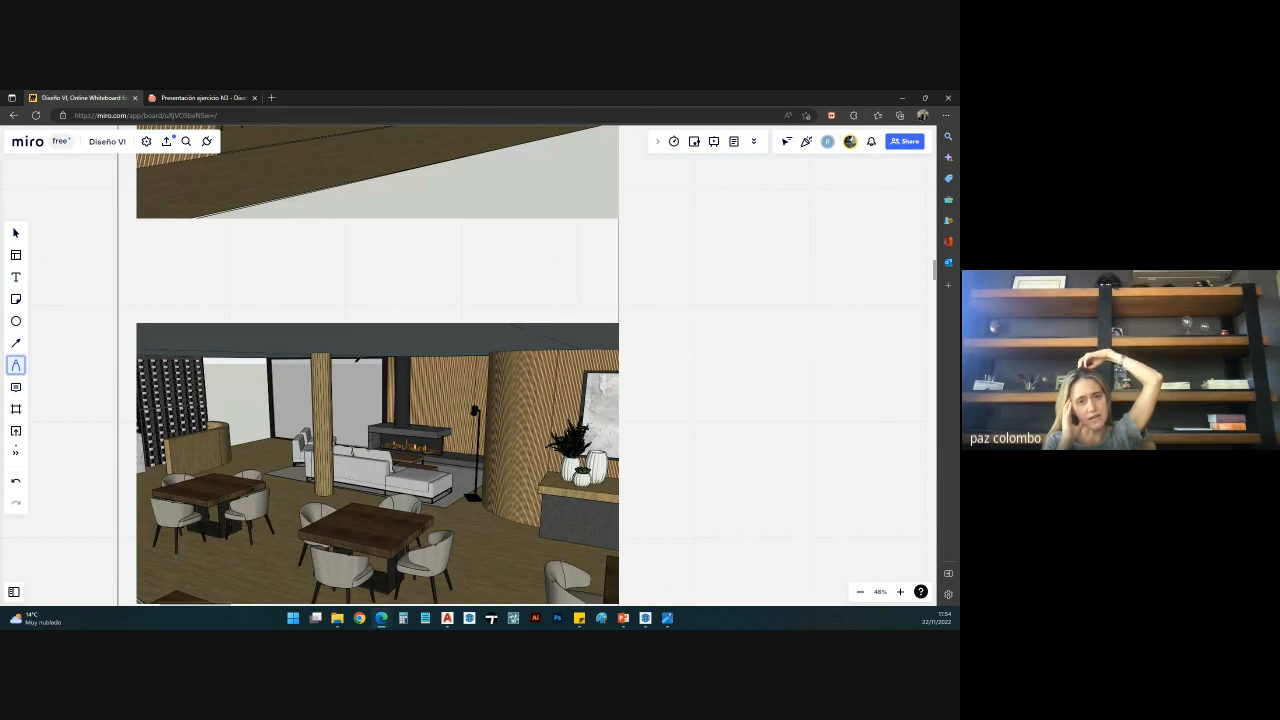 Diseño VI, Online Whiteboard f
Presentación ejercicio N3 - Dis
https://miro.com/app/board/uXjVOSbeNSw=/
miro
free
Diseño VI
Share
paz colombo
46%
14°C
Muy nublado
11:54
22/11/2022